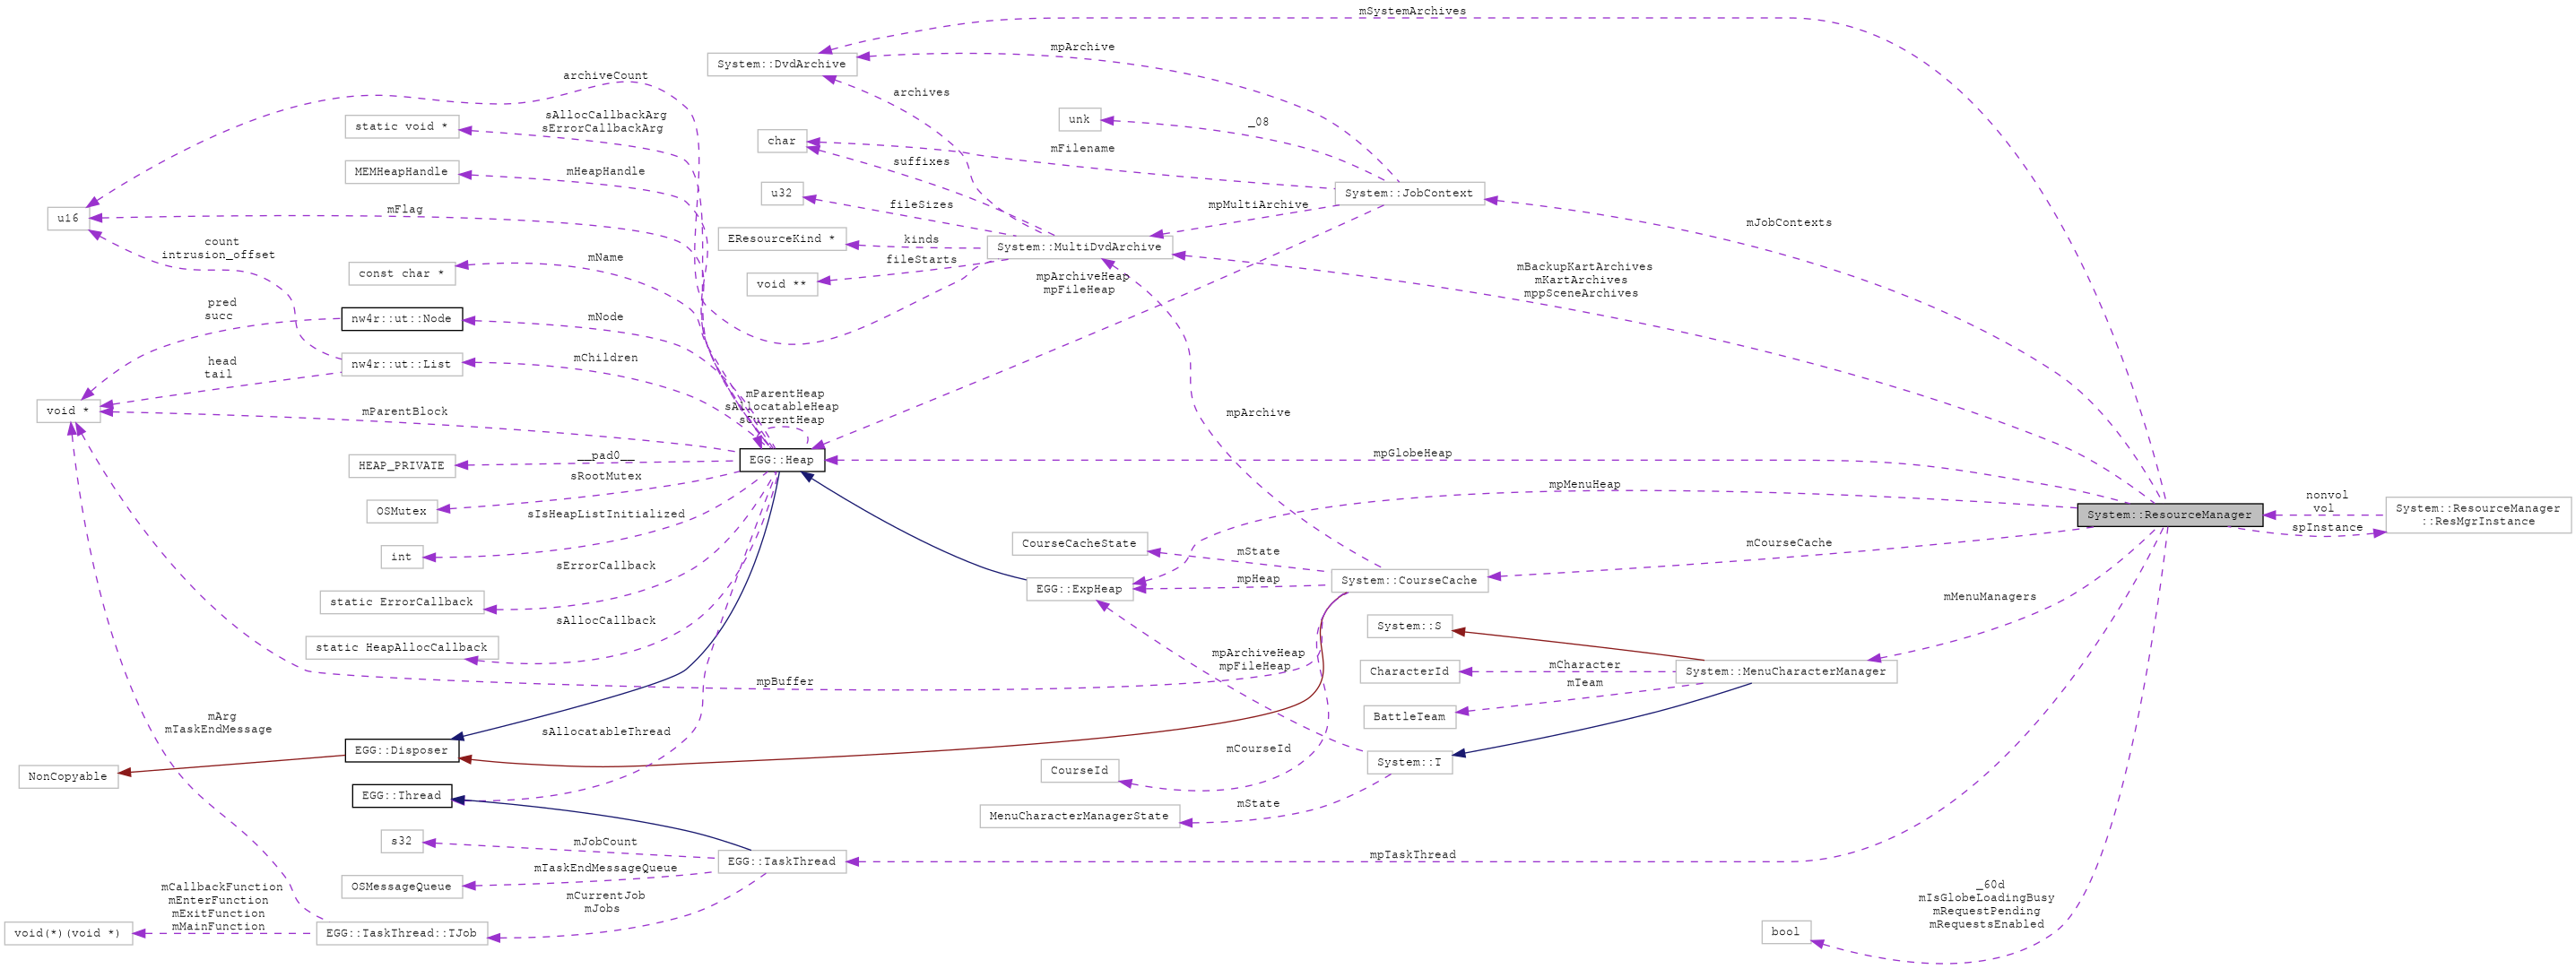 mSystemArchives
mpArchive
System::DvdArchive
archiveCount
archives
sAllocCallbackArg
sErrorCallbackArg
static void *
unk
_08
char
mFilename
suffixes
MEMHeapHandle
mHeapHandle
u32
fileSizes
System::JobContext
mpMultiArchive
u16
mFlag
mJobContexts
EResourceKind *
kinds
System::MultiDvdArchive
count
intrusion_offset
const char *
mName
fileStarts
void **
mpArchiveHeap
mpFileHeap
mBackupKartArchives
mKartArchives
mppSceneArchives
pred
succ
nw4r::ut::Node
mNode
head
tail
nw4r::ut::List
mChildren
mParentHeap
sAllocatableHeap
sCurrentHeap
void *
mParentBlock
mpArchive
HEAP_PRIVATE
__pad0__
EGG::Heap
mpGlobeHeap
sRootMutex
mpMenuHeap
OSMutex
sIsHeapListInitialized
System::ResourceManager
nonvol
vol
spInstance
System::ResourceManager
::ResMgrInstance
int
CourseCacheState
mState
mCourseCache
sErrorCallback
mpHeap
EGG::ExpHeap
System::CourseCache
static ErrorCallback
mMenuManagers
sAllocCallback
System::S
static HeapAllocCallback
mpArchiveHeap
mpFileHeap
CharacterId
mCharacter
System::MenuCharacterManager
mpBuffer
mTeam
BattleTeam
mArg
mTaskEndMessage
sAllocatableThread
EGG::Disposer
mCourseId
System::T
NonCopyable
CourseId
EGG::Thread
mState
MenuCharacterManagerState
s32
mJobCount
EGG::TaskThread
mpTaskThread
mTaskEndMessageQueue
OSMessageQueue
mCurrentJob
mJobs
mCallbackFunction
mEnterFunction
mExitFunction
mMainFunction
void(*)(void *)
EGG::TaskThread::TJob
_60d
mIsGlobeLoadingBusy
mRequestPending
mRequestsEnabled
bool